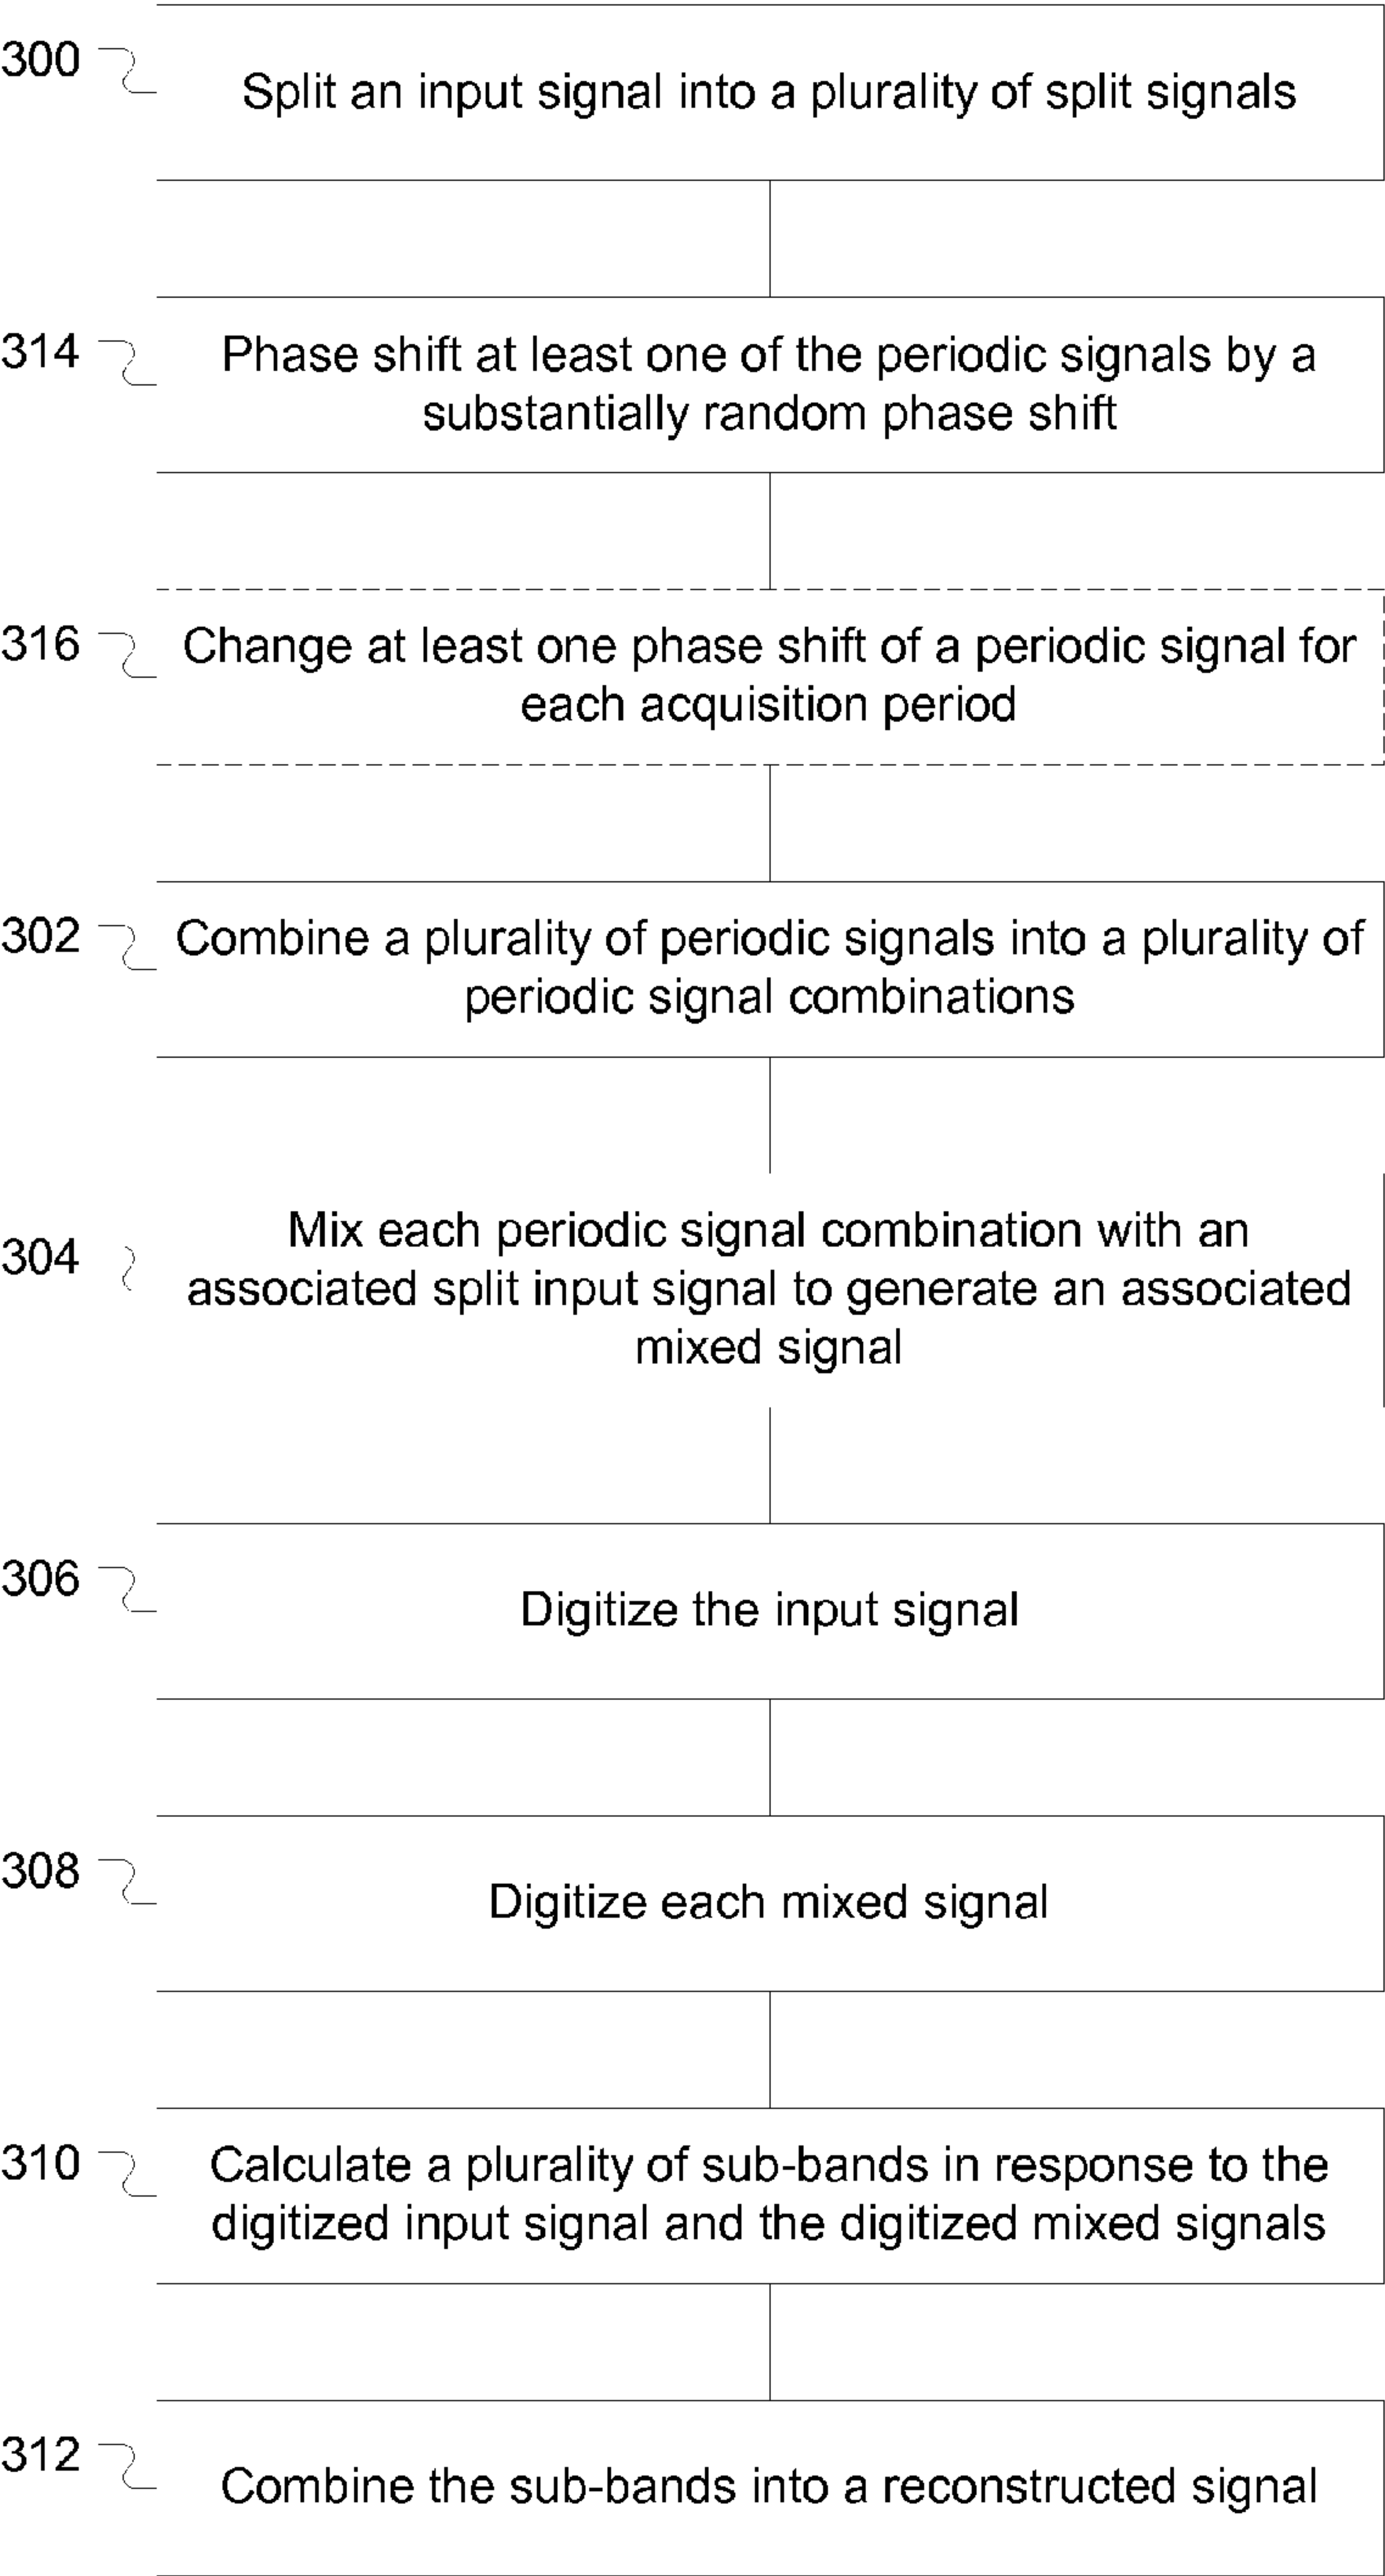 300
Split an input signal into a plurality of split signals
314
Phase shift at least one of the periodic signals by a
substantially random phase shift
316
Change at least one phase shift of a periodic signal for
each acquisition period
302
Combine a plurality of periodic signals into a plurality of
periodic signal combinations
304
Mix each periodic signal combination with an
associated split input signal to generate an associated
mixed signal
306
Digitize the input signal
308
Digitize each mixed signal
310
Calculate a plurality of sub-bands in response to the
digitized input signal and the digitized mixed signals
312
Combine the sub-bands into a reconstructed signal